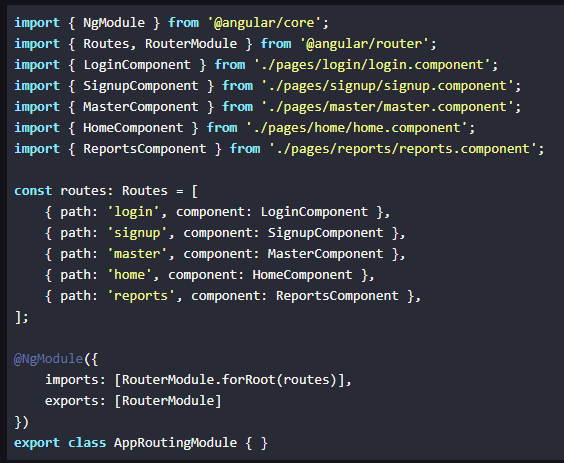 import { NgModule } from '@angular/core';
import { Routes, RouterModule } from '@angular/router';
import { LoginComponent } from './pages/login/login.component';
import { SignupComponent } from './pages/signup/signup.component';
import { MasterComponent } from './pages/master/master.component';
import { HomeComponent } from './pages/home/home.component';
import { ReportsComponent } from './pages/reports/reports.component';
const routes: Routes = [
    { path: 'login', component: LoginComponent },
    { path: 'signup', component: SignupComponent },
    { path: 'master', component: MasterComponent },
    { path: 'home', component: HomeComponent },
    { path: 'reports', component: ReportsComponent },
];
@NgModule({
    imports: [RouterModule.forRoot(routes)],
    exports: [RouterModule]
})
export class AppRoutingModule { }